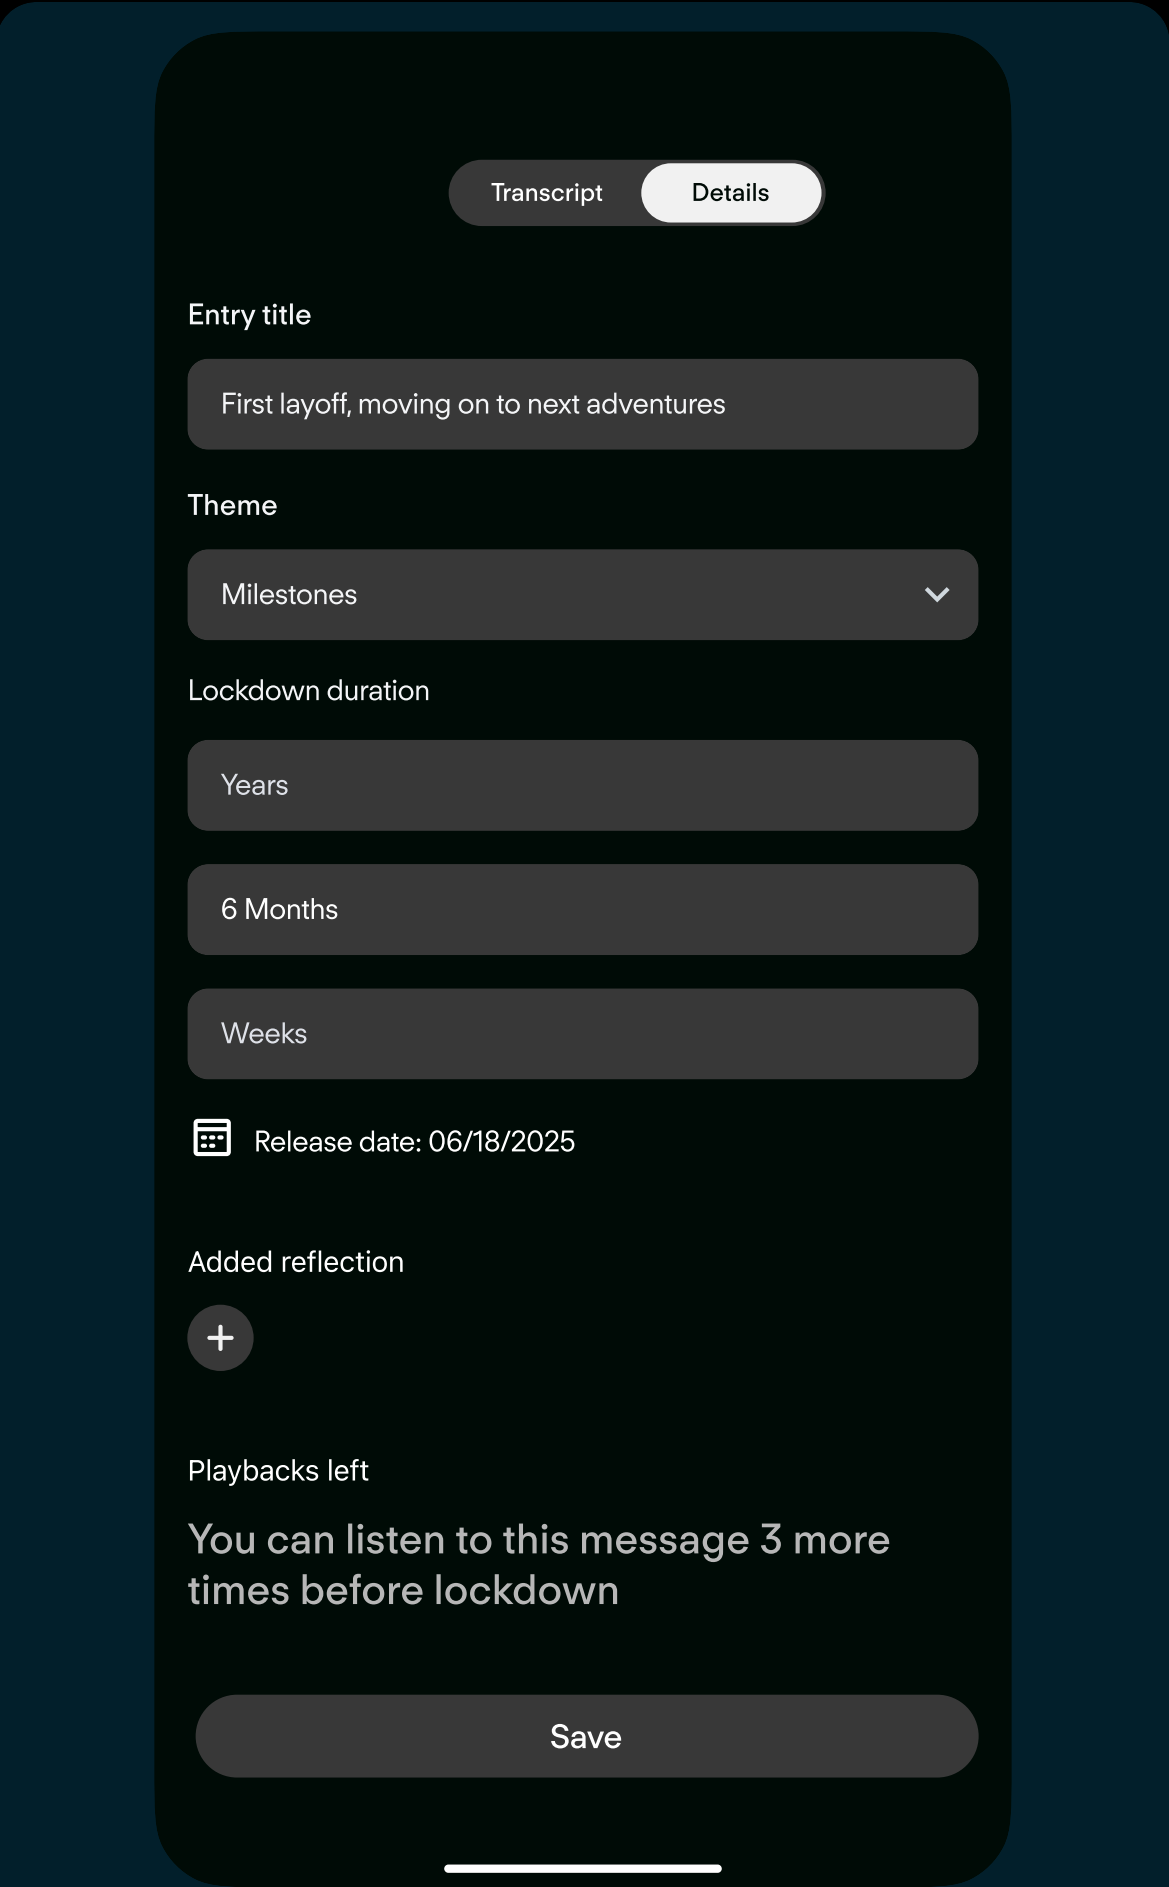 Transcript
Details
Entry title
First layoff, moving on to next adventures
Theme
Milestones
Lockdown duration
Years
6 Months
Weeks
Release date: 06/18/2025
Added reflection
Playbacks left
You can listen to this message 3 more
times before lockdown
Save